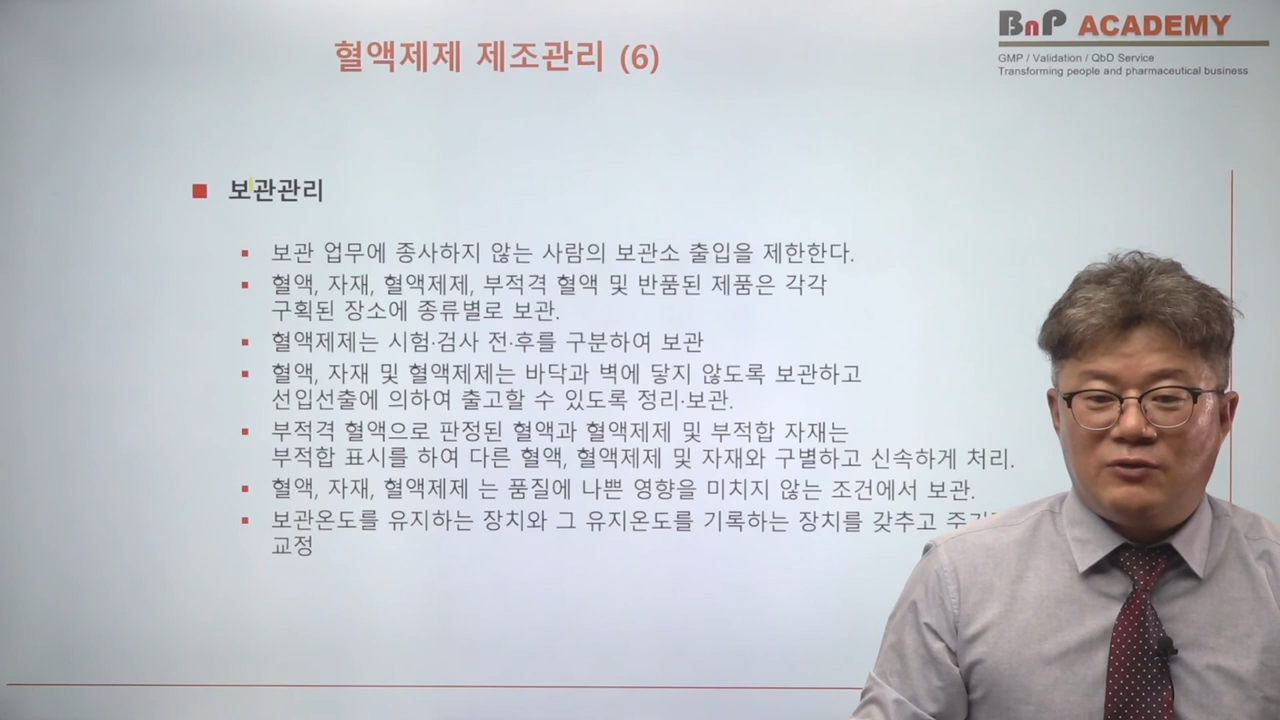 BnP ACADEMY
GMP / Validation / QbD Service
Transforming people and pharmaceutical business
혈액제제 제조관리 (6)
보관관리
보관 업무에 종사하지 않는 사람의 보관소 출입을 제한한다.
혈액, 자재, 혈액제제, 부적격 혈액 및 반품된 제품은 각각
구획된 장소에 종류별로 보관.
혈액제제는 시험·검사 전·후를 구분하여 보관
혈액, 자재 및 혈액제제는 바닥과 벽에 닿지 않도록 보관하고
선입선출에 의하여 출고할 수 있도록 정리·보관.
부적격 혈액으로 판정된 혈액과 혈액제제 및 부적합 자재는
부적합 표시를 하여 다른 혈액, 혈액제제 및 자재와 구별하고 신속하게 처리.
혈액, 자재, 혈액제제 는 품질에 나쁜 영향을 미치지 않는 조건에서 보관.
보관온도를 유지하는 장치와 그 유지온도를 기록하는 장치를 갖추고
교정